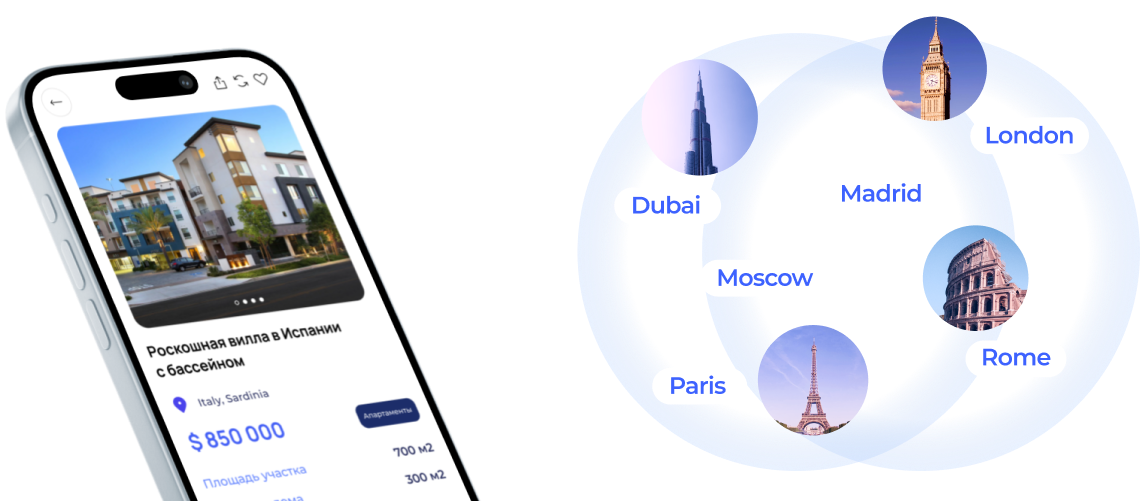 Роскошная вилла в Испании
с бассейном
Italy, Sardinia
$ 850 000
Апартаменты
Площадь участка
700 м2
300 м2
London
Madrid
Dubai
Moscow
Rome
Paris